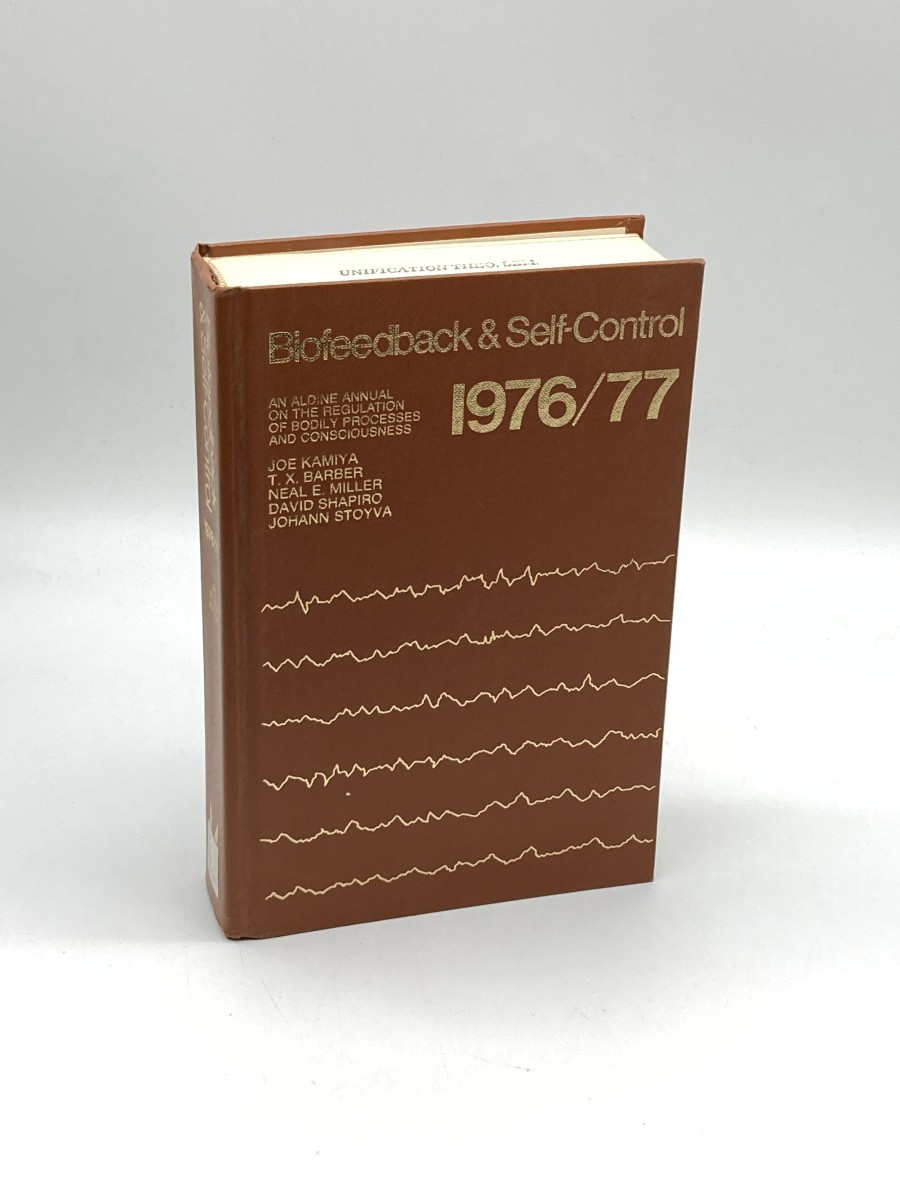 UNIFICATION THEO. SEM.
Biofeedback & Self-Control
1976/77
AN ALDINE ANNUAL
ON THE REGULATION
OF BODILY PROCESSES
AND CONSCIOUSNESS
JOE KAMIYA
T. X. BARBER
NEAL E. MILLER
DAVID SHAPIRO
JOHANN STOYVA